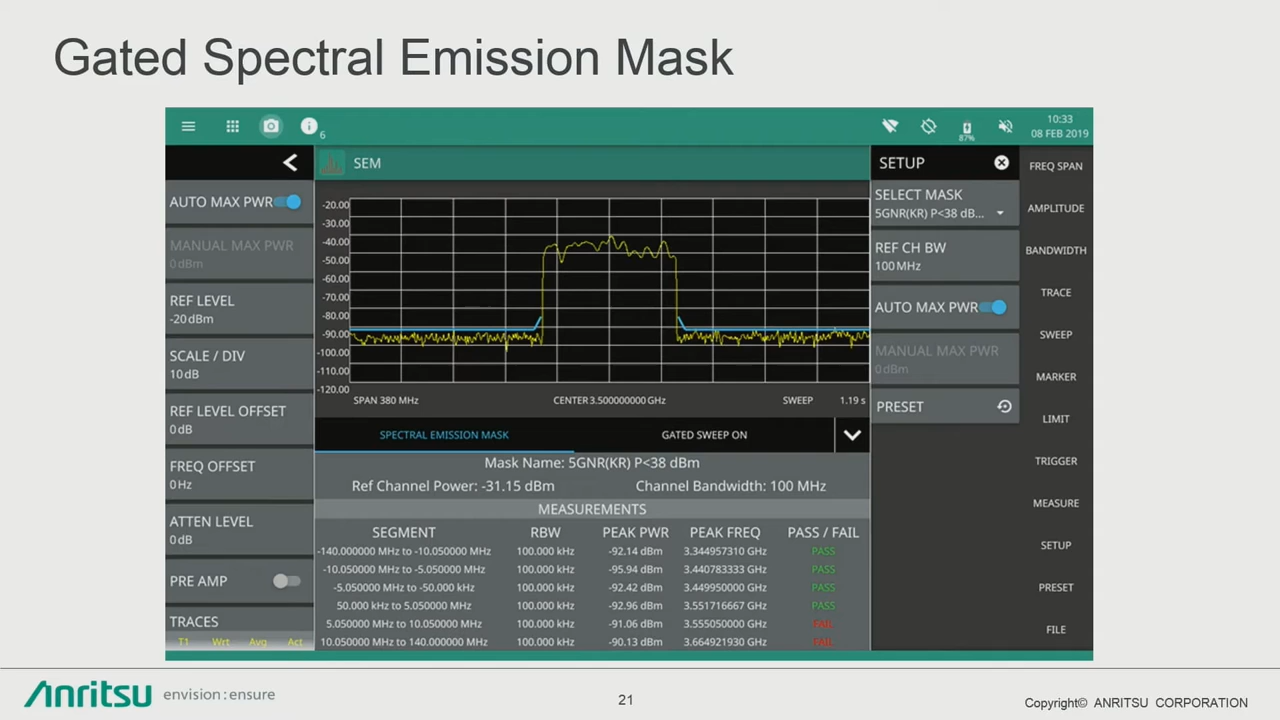 Gated Spectral Emission Mask
6
87%
10:33
08 FEB 2019
AUTO MAX PWR
MANUAL MAX PWR
0 dBm
REF LEVEL
-20 dBm
SCALE / DIV
10 dB
REF LEVEL OFFSET
0 dB
FREQ OFFSET
0 Hz
ATTEN LEVEL
0 dB
PRE AMP
TRACES
T1 Wrt Avg Act
SEM
-20.00
-30.00
-40.00
-50.00
-60.00
-70.00
-80.00
-90.00
-100.00
-110.00
-120.00
SPAN 380 MHz CENTER 3.500000000 GHz SWEEP 1.19 s
SPECTRAL EMISSION MASK GATED SWEEP ON
Mask Name: 5GNR(KR) P<38 dBm
Ref Channel Power: -31.15 dBm Channel Bandwidth: 100 MHz
MEASUREMENTS
SEGMENT RBW PEAK PWR PEAK FREQ PASS / FAIL
-140.000000 MHz to -10.050000 MHz 100.000 kHz -92.14 dBm 3.344957310 GHz PASS
-10.050000 MHz to -5.050000 MHz 100.000 kHz -95.94 dBm 3.440783333 GHz PASS
-5.050000 MHz to -50.000 kHz 100.000 kHz -92.42 dBm 3.449950000 GHz PASS
50.000 kHz to 5.050000 MHz 100.000 kHz -92.96 dBm 3.551716667 GHz PASS
5.050000 MHz to 10.050000 MHz 100.000 kHz -91.06 dBm 3.555050000 GHz FAIL
10.050000 MHz to 140.000000 MHz 100.000 kHz -90.13 dBm 3.664921930 GHz FAIL
SETUP
SELECT MASK
5GNR(KR) P<38 dB...
REF CH BW
100 MHz
AUTO MAX PWR
MANUAL MAX PWR
0 dBm
PRESET
FREQ SPAN
AMPLITUDE
BANDWIDTH
TRACE
SWEEP
MARKER
LIMIT
TRIGGER
MEASURE
SETUP
PRESET
FILE
Anritsu envision : ensure
21
Copyright© ANRITSU CORPORATION